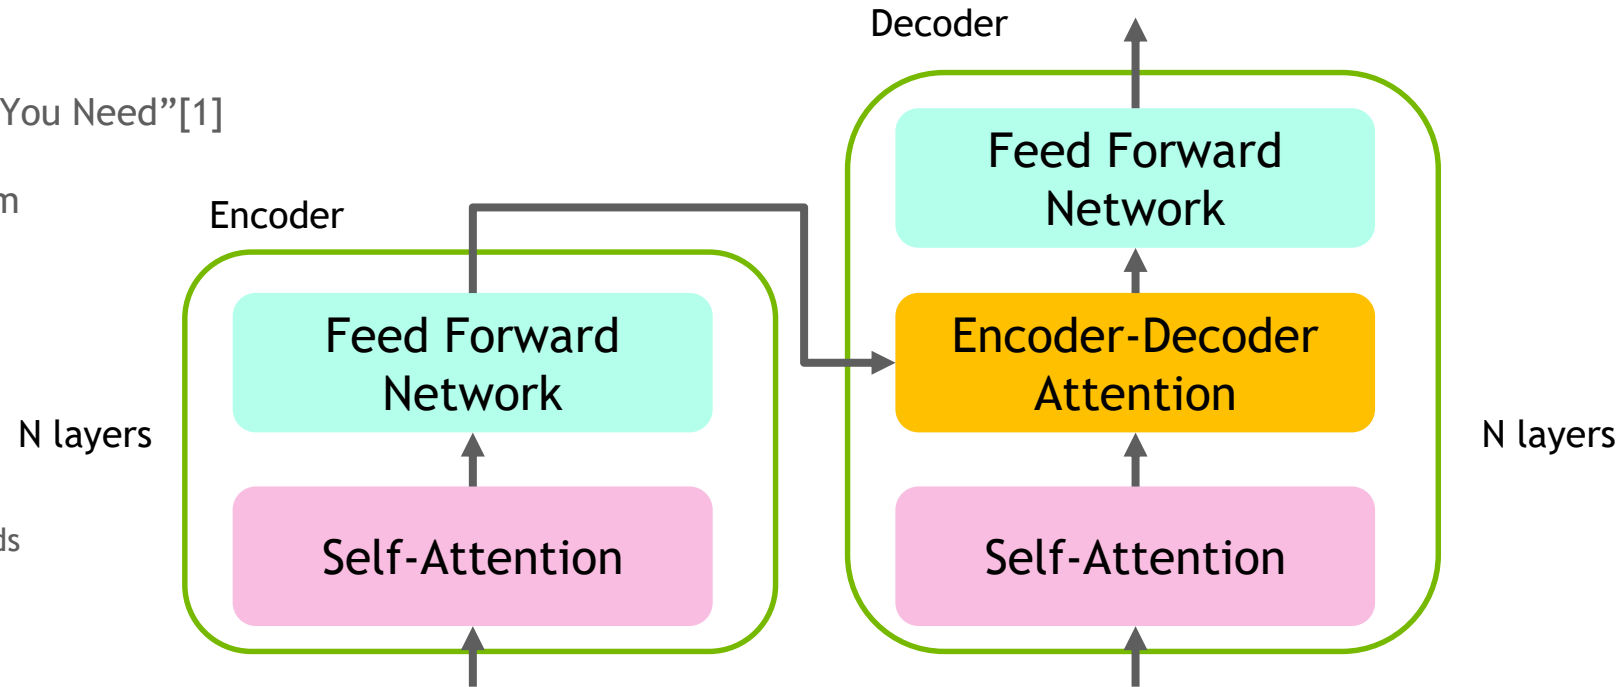 You Need”[1]
Encoder
Feed Forward
Network
N layers
Self-Attention
Decoder
Feed Forward
Network
Encoder-Decoder
Attention
N layers
Self-Attention